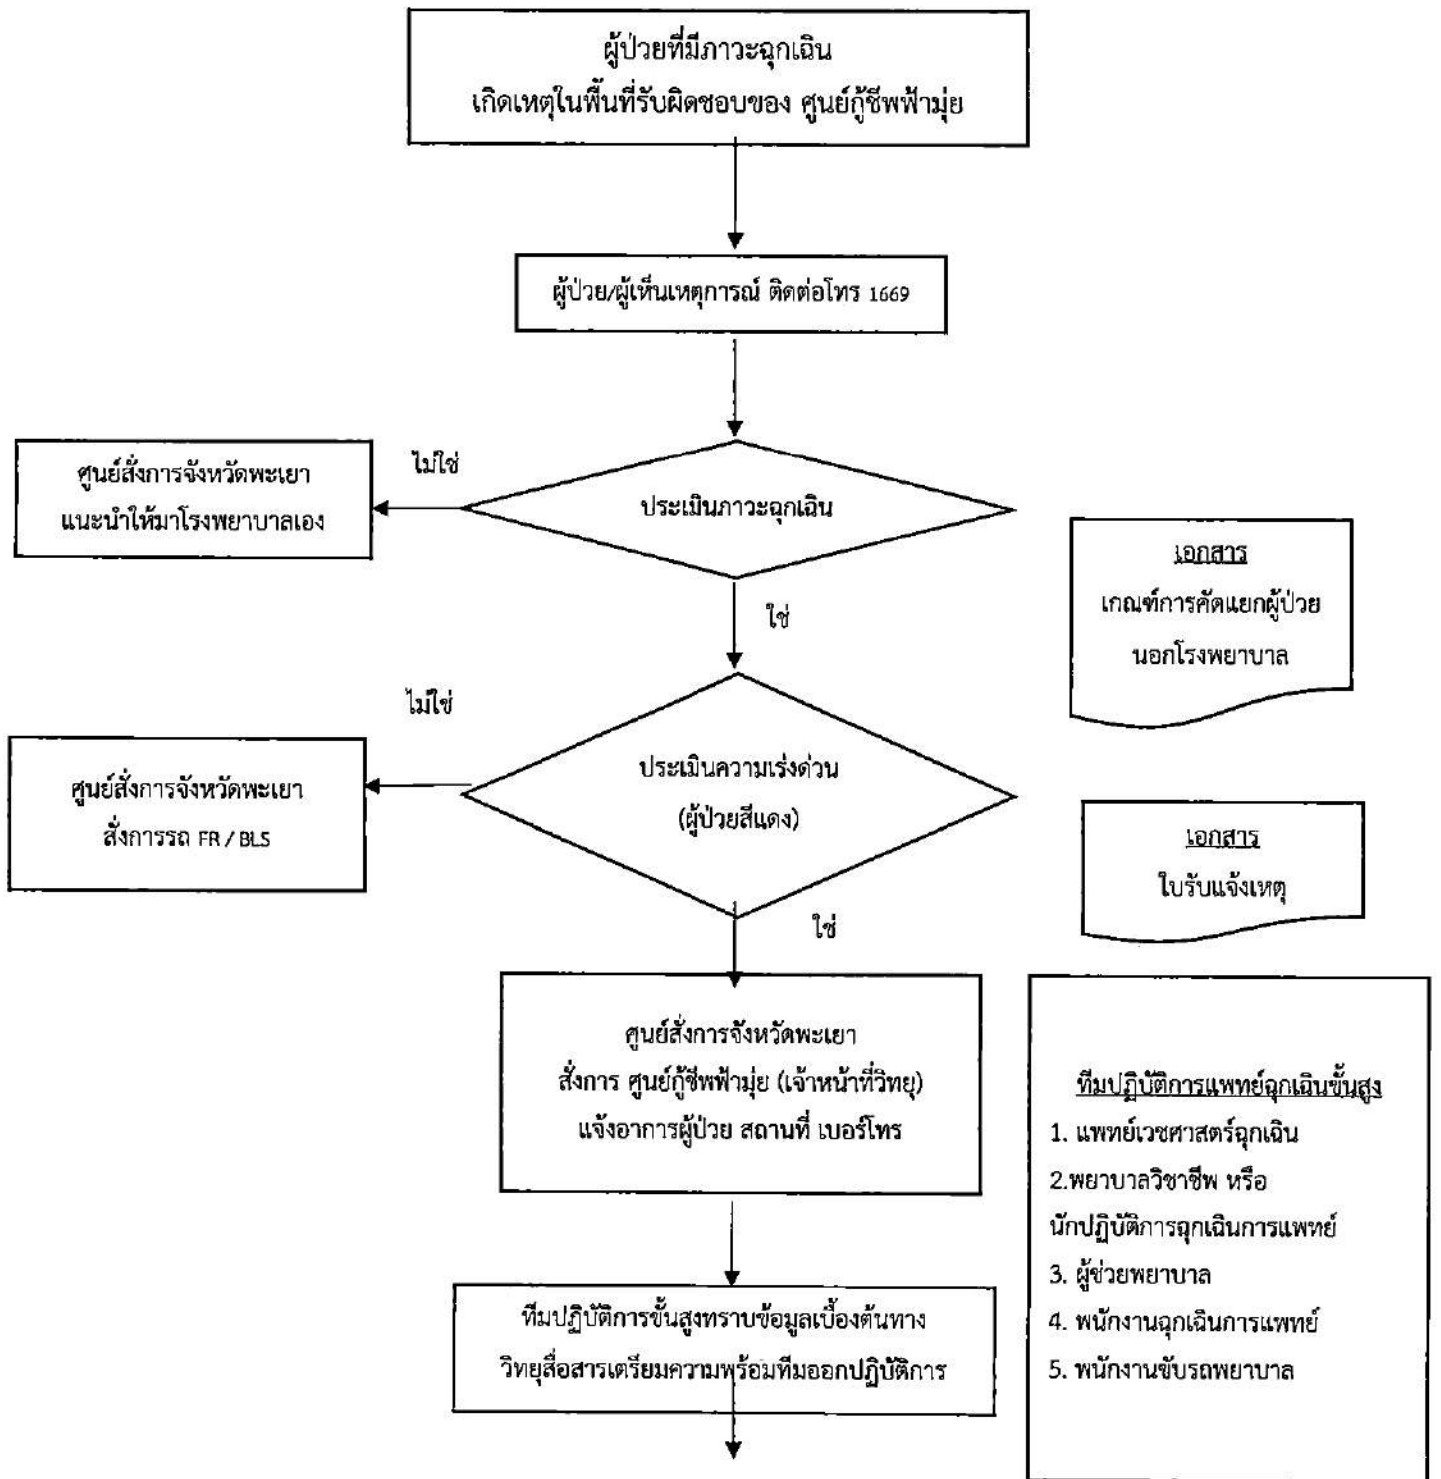 ผู้ป่วยที่มีภาวะฉุกเฉิน
เกิดเหตุในพื้นที่รับผิดชอบของ ศูนย์กู้ชีพฟ้ามุ่ย
ผู้ป่วย/ผู้เห็นเหตุการณ์ ติดต่อโทร 1669
ไม่ใช่
ศูนย์สั่งการจังหวัดพะเยา
แนะนำให้มาโรงพยาบาลเอง
ประเมินภาวะฉุกเฉิน
เอกสาร
เกณฑ์การคัดแยกผู้ป่วย
นอกโรงพยาบาล
ใช่
ไม่ใช่
ศูนย์สั่งการจังหวัดพะเยา
สั่งการรถ FR / BLS
ประเมินความเร่งด่วน
(ผู้ป่วยสีแดง)
เอกสาร
ใบรับแจ้งเหตุ
ใช่
ศูนย์สั่งการจังหวัดพะเยา
สั่งการ ศูนย์กู้ชีพฟ้ามุ่ย (เจ้าหน้าที่วิทยุ)
แจ้งอาการผู้ป่วย สถานที่ เบอร์โทร
ทีมปฏิบัติการแพทย์ฉุกเฉินขั้นสูง
1. แพทย์เวชศาสตร์ฉุกเฉิน
2.พยาบาลวิชาชีพ หรือ
นักปฏิบัติการฉุกเฉินการแพทย์
3. ผู้ช่วยพยาบาล
4. พนักงานฉุกเฉินการแพทย์
5. พนักงานขับรถพยาบาล
ทีมปฏิบัติการขั้นสูงทราบข้อมูลเบื้องต้นทาง
วิทยุสื่อสารเตรียมความพร้อมทีมออกปฏิบัติการ